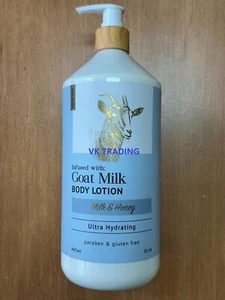 VK TRADING
Infused with:
Goat Milk
BODY LOTION
Milk & Honey
Ultra Hydrating
paraben & gluten free